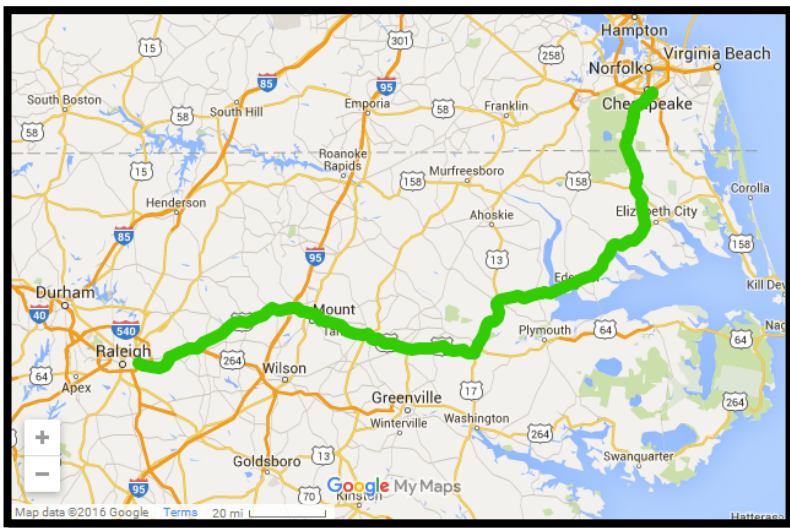 Hampton
15
301
Virginia Beach
258
Norfolk
85
95
South Boston
Emporia
Chesapeake
South Hill
Franklin
58
58
58
Roanoke
Rapids
15
Murfreesboro
158
158
Corolla
Henderson
Ahoskie
Elizabeth City
85
158
95
13
Kill Dev
Durham
Mount
40
540
Plymouth
64
Nag
64
Raleigh
264
64
Wilson
Apex
17
264
Greenville
Washington
Winterville
264
Goldsboro
13
Swanquarter
+
−
95
70
Kinston
Google My Maps
Map data ©2016 Google Terms 20 mi
Hatteras